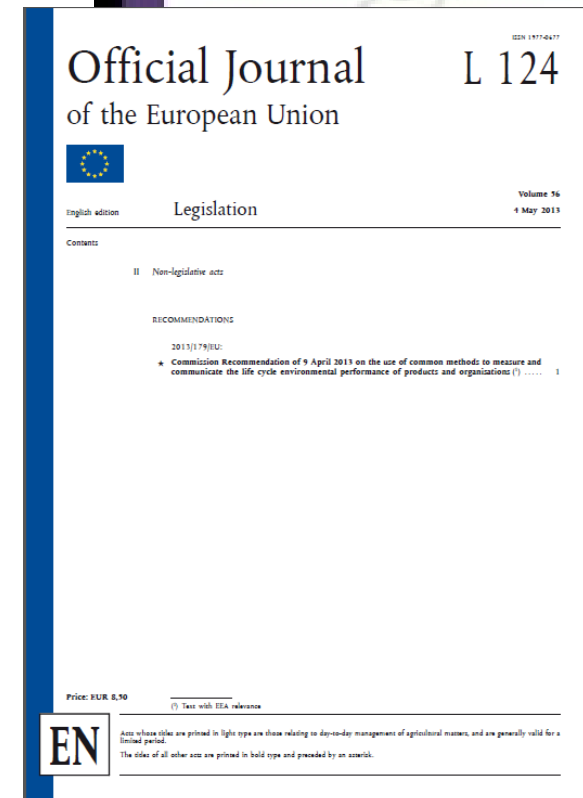 ISSN 1977-0677
Official Journal
L 124
of the European Union
Volume 56
4 May 2013
English edition
Legislation
Contents
II Non-legislative acts
RECOMMENDATIONS
2013/179/EU:
★ Commission Recommendation of 9 April 2013 on the use of common methods to measure and
communicate the life cycle environmental performance of products and organisations (¹) ..... 1
Price: EUR 8,50
(¹) Text with EEA relevance
EN
Acts whose titles are printed in light type are those relating to day-to-day management of agricultural matters, and are generally valid for a
limited period.
The titles of all other acts are printed in bold type and preceded by an asterisk.